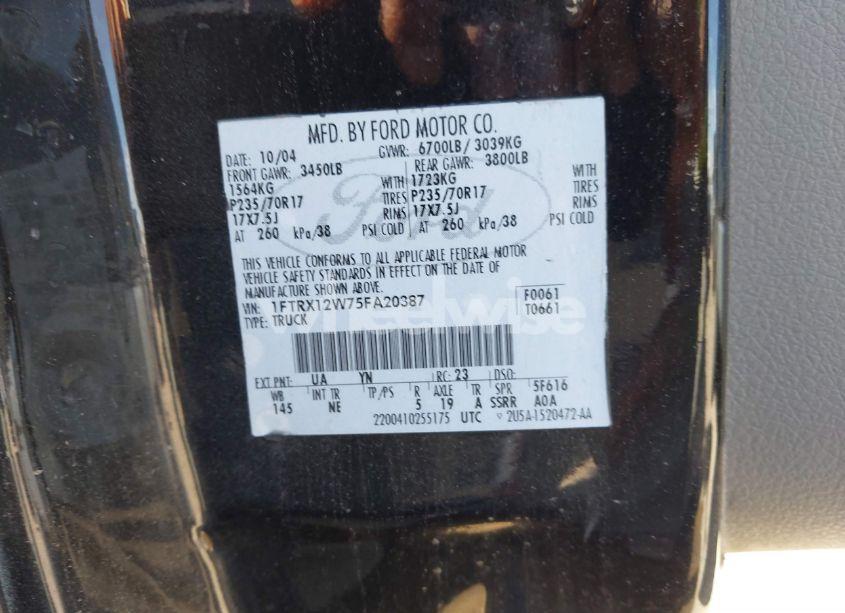 MFD. BY FORD MOTOR CO.
DATE: 10/04 GVWR: 6700LB/ 3039KG
FRONT GAWR: 3450LB REAR GAWR: 3800LB
1564KG WITH 1723KG WITH
P235/70R17 TIRES P235/70R17 TIRES
17X7.5J RIMS 17X7.5J RIMS
AT 260 kPa/38 PSI COLD AT 260 kPa/38 PSI COLD
Ford
THIS VEHICLE CONFORMS TO ALL APPLICABLE FEDERAL MOTOR
VEHICLE SAFETY STANDARDS IN EFFECT ON THE DATE OF
MANUFACTURE SHOWN ABOVE.
VIN: 1FTRX12W75FA20387 F0061
TYPE: TRUCK T0661
wheelwise
EXT PNT: UA YN RC: 23 DSO:
WB INT TR TP/PS R AXLE TR SPR 5F616
145 NE 5 19 A SSRR A0A
2200410255175 UTC 2U5A-1520472-AA